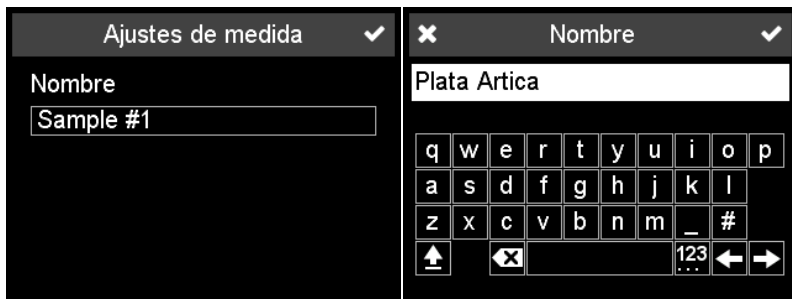 Ajustes de medida
Nombre
Sample #1
Nombre
Plata Artica
q w e r t y u i o p
a s d f g h j k l
z x c v b n m _ #
123
...